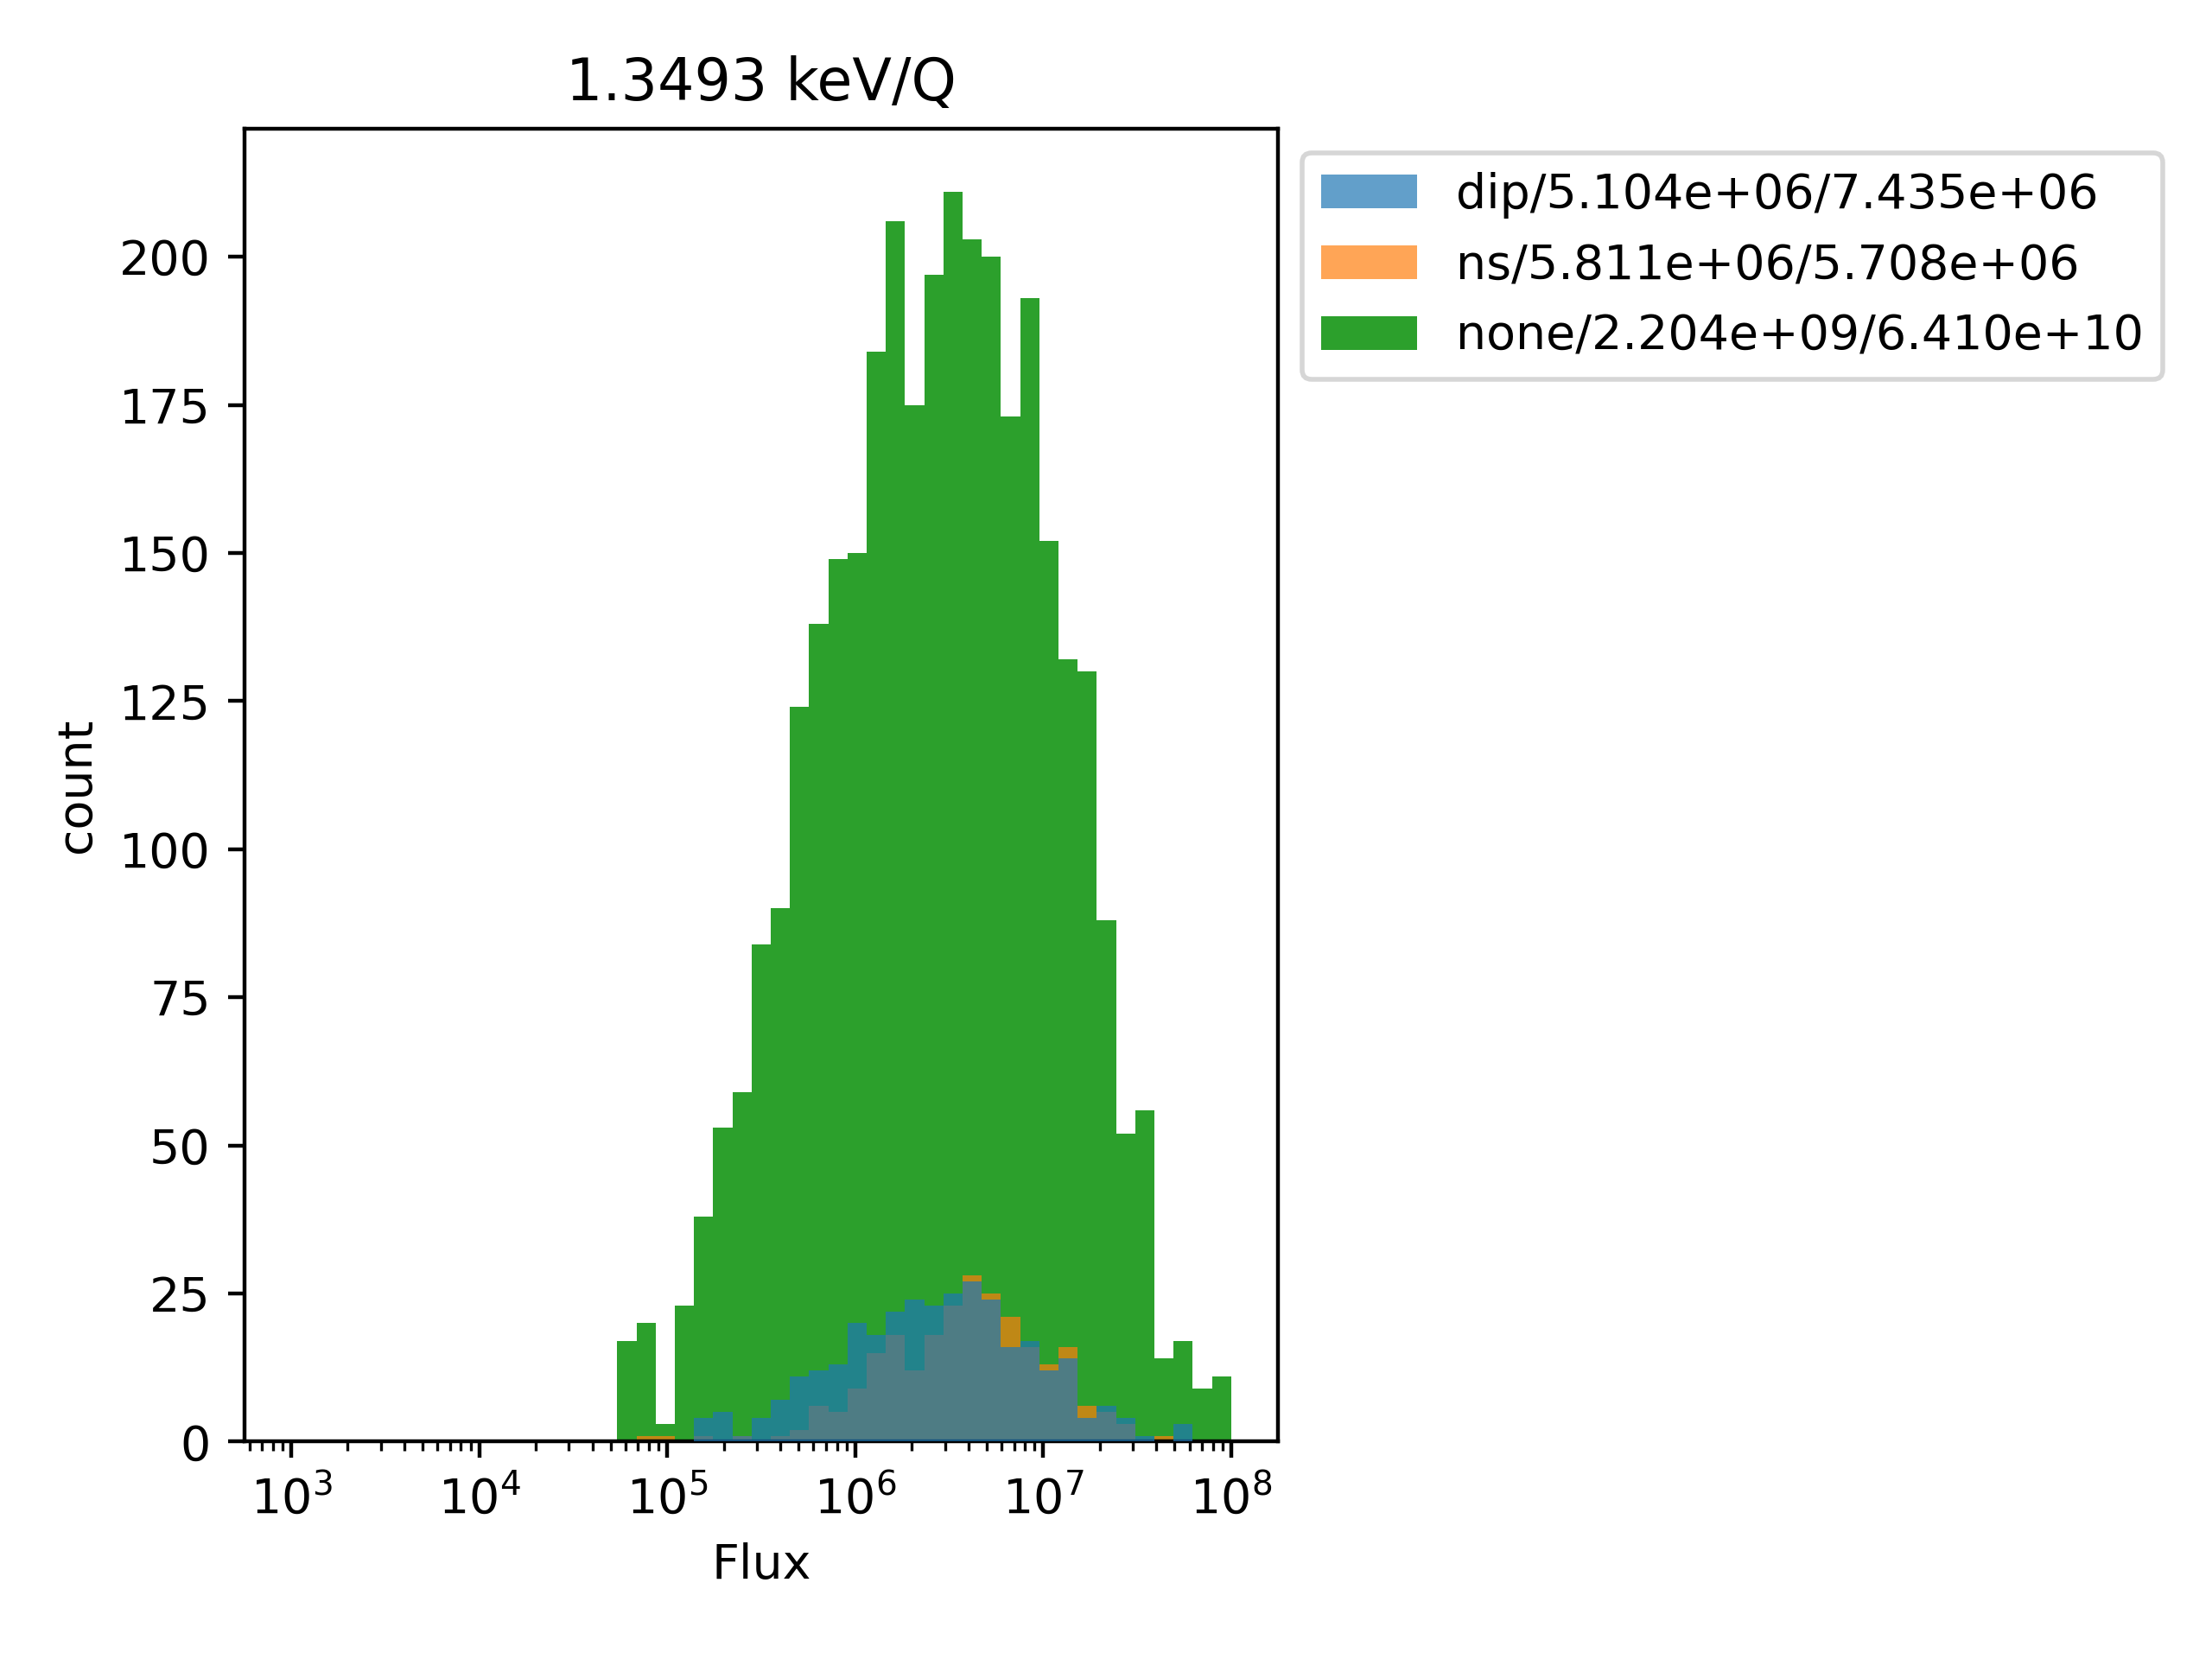 1.3493 keV/Q
dip/5.104e+06/7.435e+06
ns/5.811e+06/5.708e+06
none/2.204e+09/6.410e+10
count
200
175
150
125
100
75
50
25
0
10³ 10⁴ 10⁵ 10⁶ 10⁷ 10⁸
Flux